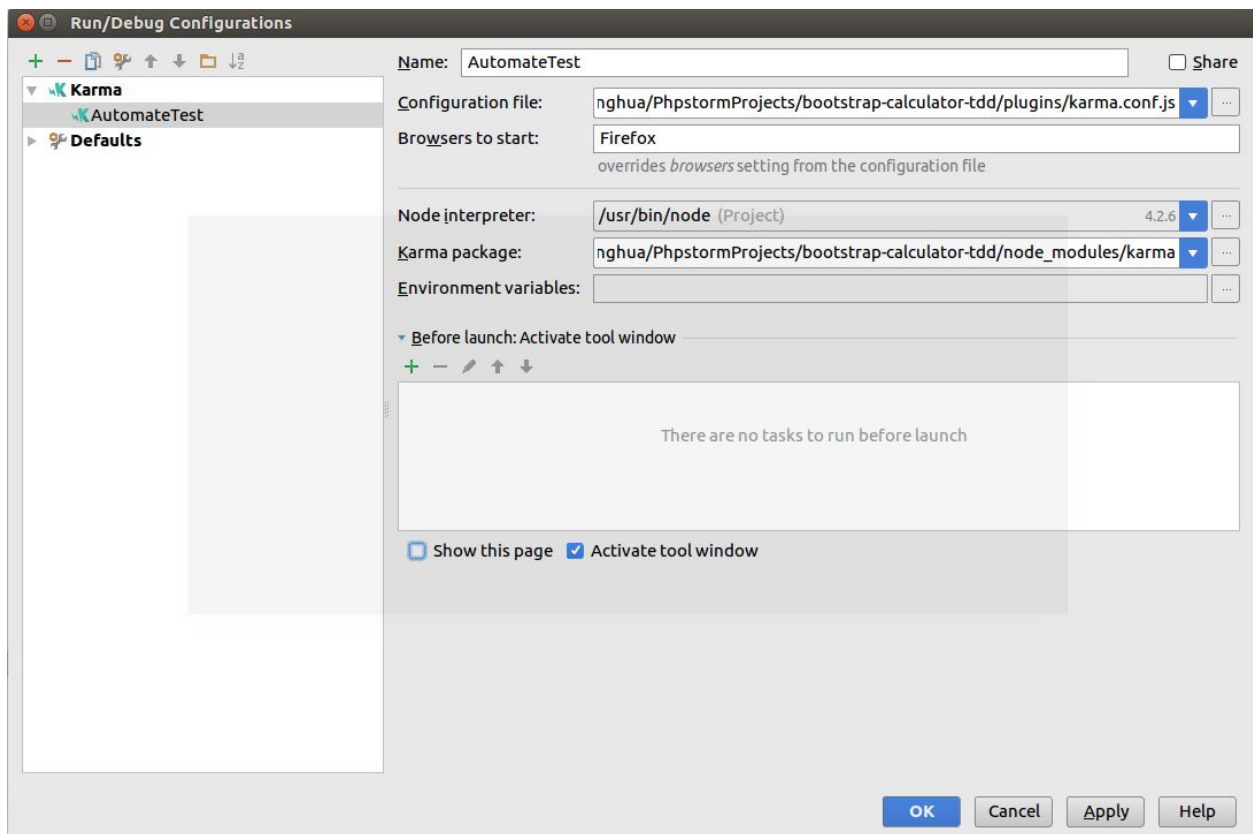 Run/Debug Configurations
Karma
AutomateTest
Defaults
Name: AutomateTest Share
Configuration file: nghua/PhpstormProjects/bootstrap-calculator-tdd/plugins/karma.conf.js ...
Browsers to start: Firefox
overrides browsers setting from the configuration file
Node interpreter: /usr/bin/node (Project) 4.2.6 ...
Karma package: nghua/PhpstormProjects/bootstrap-calculator-tdd/node_modules/karma ...
Environment variables: ...
Before launch: Activate tool window
There are no tasks to run before launch
Show this page Activate tool window
OK Cancel Apply Help